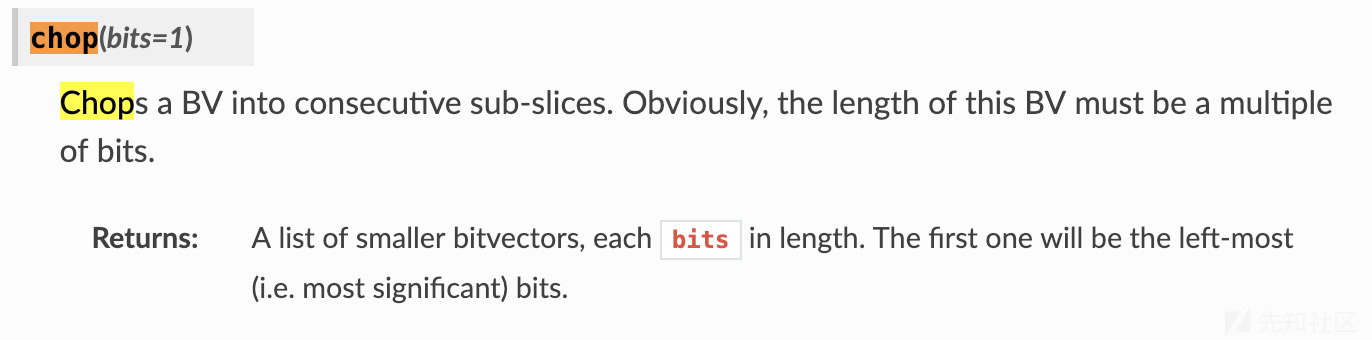 chop(bits=1)
Chops a BV into consecutive sub-slices. Obviously, the length of this BV must be a multiple
of bits.
Returns: A list of smaller bitvectors, each bits in length. The first one will be the left-most
(i.e. most significant) bits.
先知社区